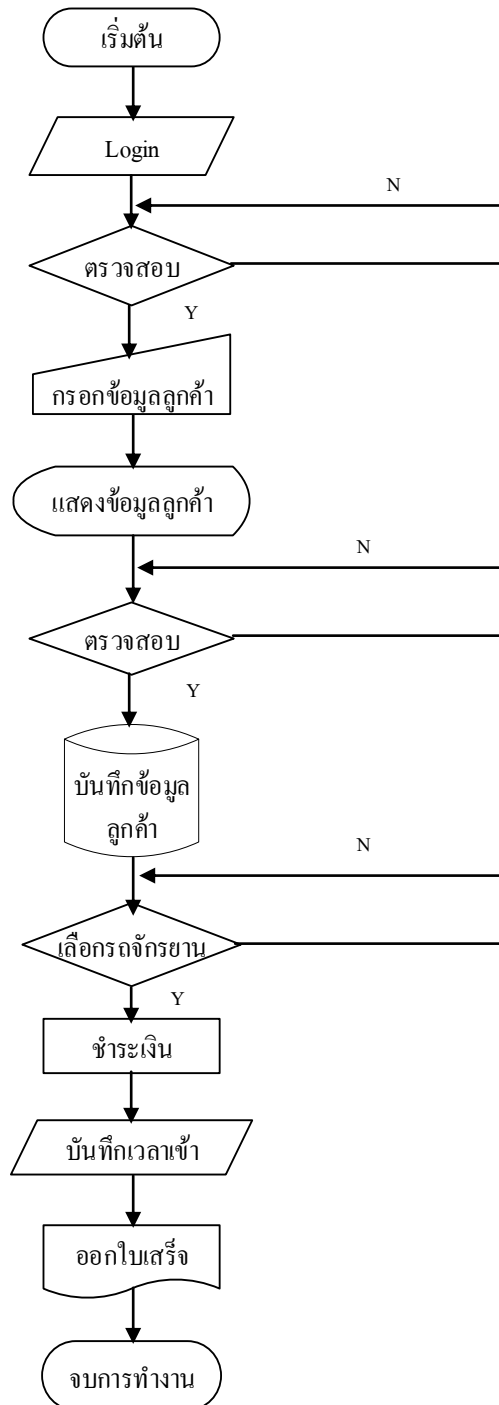 เริ่มต้น
Login
N
ตรวจสอบ
Y
กรอกข้อมูลลูกค้า
แสดงข้อมูลลูกค้า
N
ตรวจสอบ
Y
บันทึกข้อมูล
ลูกค้า
N
เลือกรถจักรยาน
Y
ชำระเงิน
บันทึกเวลาเข้า
ออกใบเสร็จ
จบการทำงาน